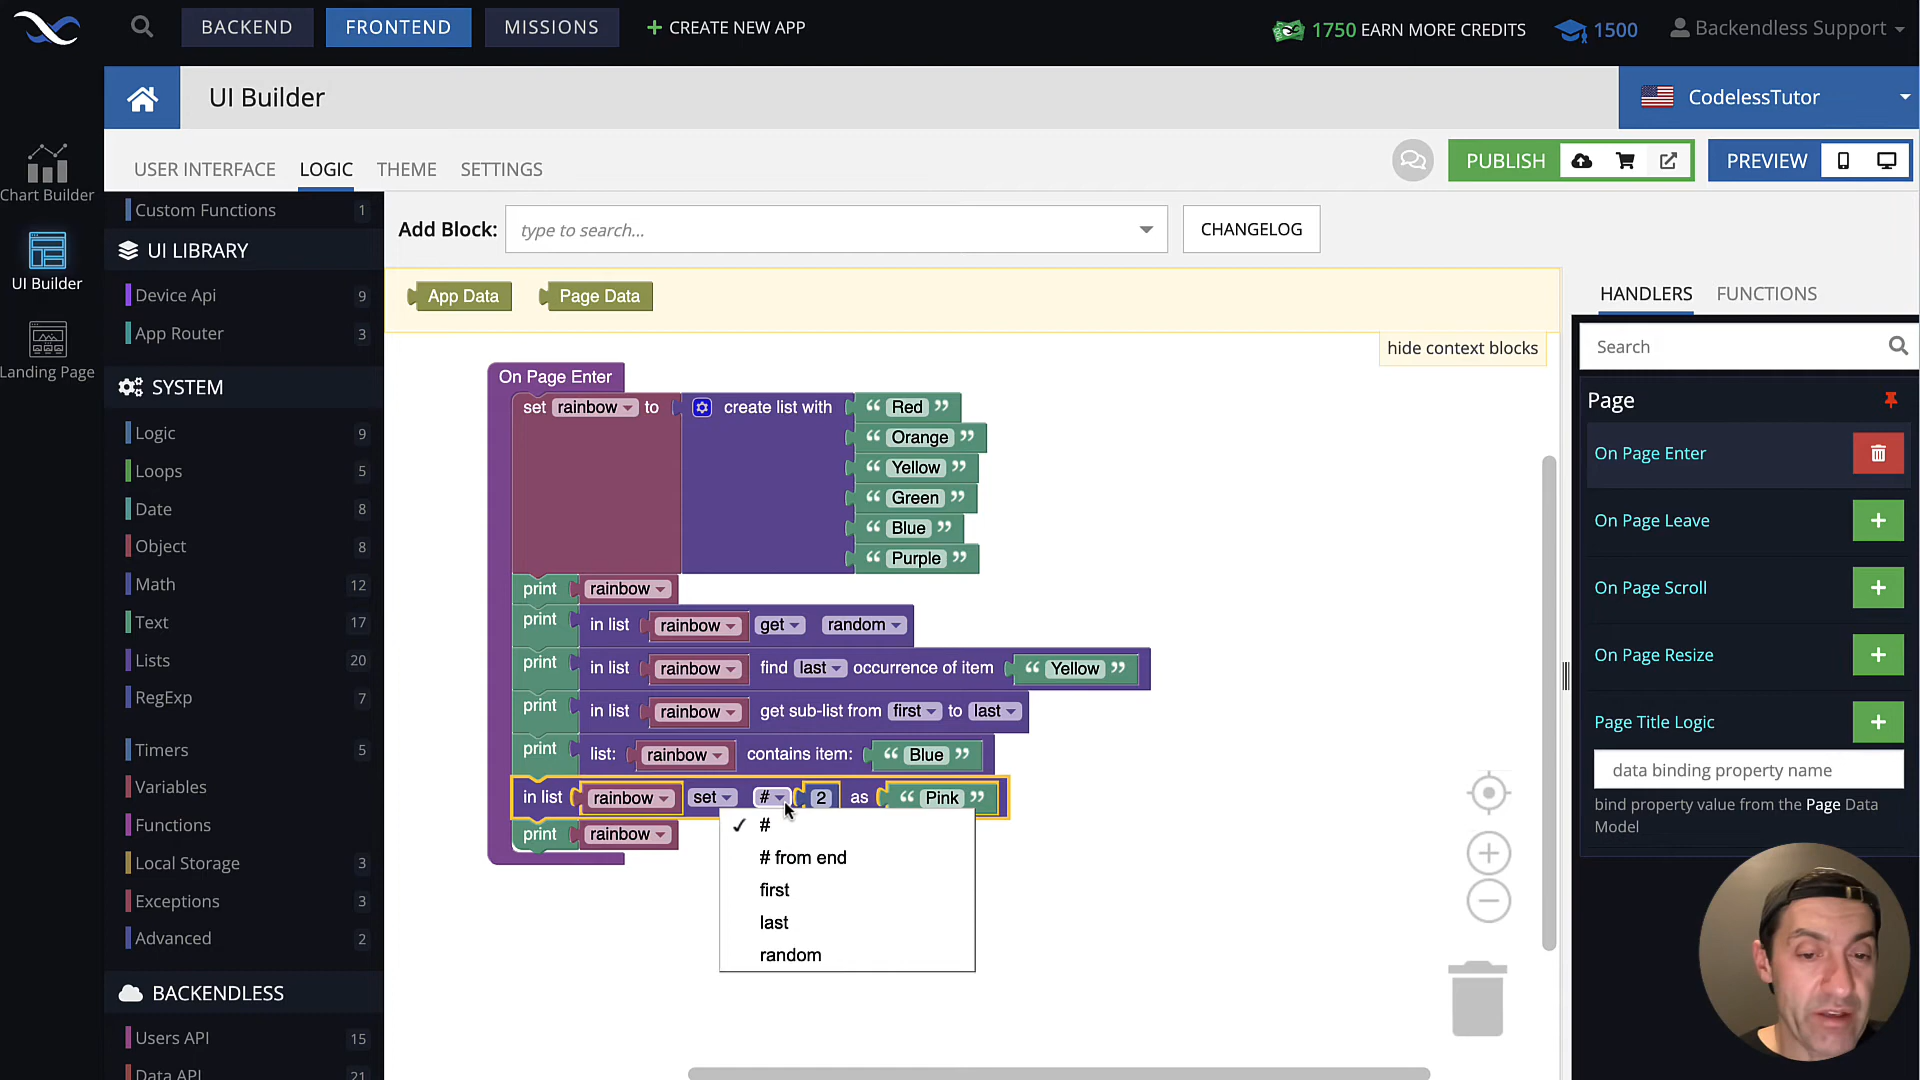 BACKEND
FRONTEND
MISSIONS
+ CREATE NEW APP
1750 EARN MORE CREDITS
1500
Backendless Support
UI Builder
CodelessTutor
USER INTERFACE
LOGIC
THEME
SETTINGS
PUBLISH
PREVIEW
Chart Builder
UI Builder
Landing Page
Custom Functions 1
UI LIBRARY
Device Api 9
App Router 3
SYSTEM
Logic 9
Loops 5
Date 8
Object 8
Math 12
Text 17
Lists 20
RegExp 7
Timers 5
Variables
Functions
Local Storage 3
Exceptions 3
Advanced 2
BACKENDLESS
Users API 15
Data API 21
Add Block: type to search...
CHANGELOG
App Data
Page Data
hide context blocks
On Page Enter
set rainbow to create list with “ Red ”
“ Orange ”
“ Yellow ”
“ Green ”
“ Blue ”
“ Purple ”
print rainbow
print in list rainbow get random
print in list rainbow find last occurrence of item “ Yellow ”
print in list rainbow get sub-list from first to last
print list: rainbow contains item: “ Blue ”
in list rainbow set # 2 as “ Pink ”
print rainbow
✓ #
# from end
first
last
random
HANDLERS
FUNCTIONS
Search
Page
On Page Enter
On Page Leave
On Page Scroll
On Page Resize
Page Title Logic
data binding property name
bind property value from the Page Data
Model